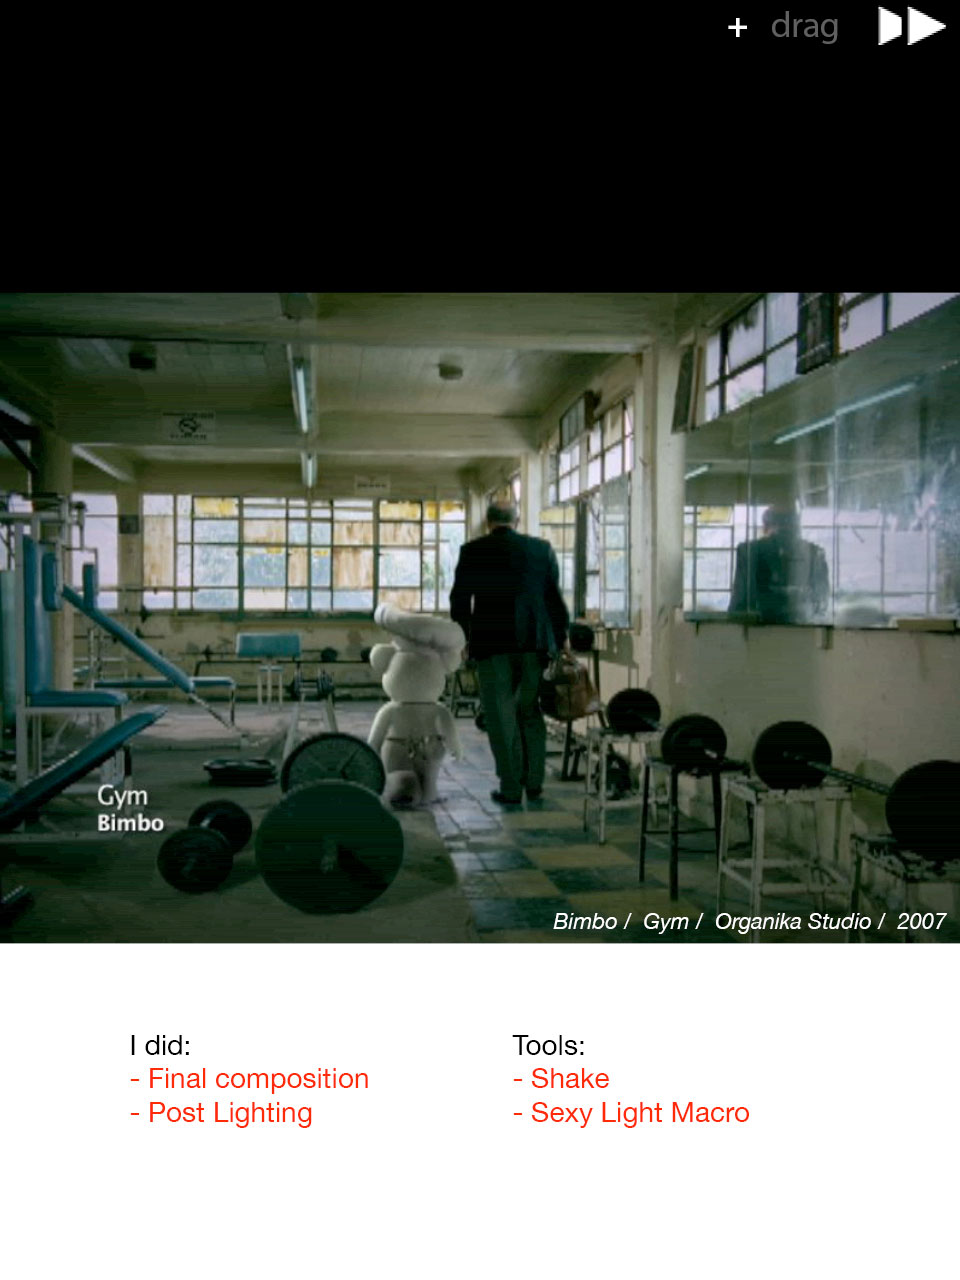 + drag
Gym
Bimbo
Bimbo / Gym / Organika Studio / 2007
I did:
- Final composition
- Post Lighting
Tools:
- Shake
- Sexy Light Macro